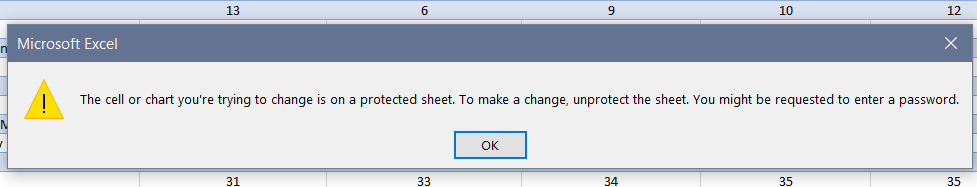 13 6 9 10 12
Microsoft Excel
n
The cell or chart you're trying to change is on a protected sheet. To make a change, unprotect the sheet. You might be requested to enter a password.
M
OK
31 33 34 35 35